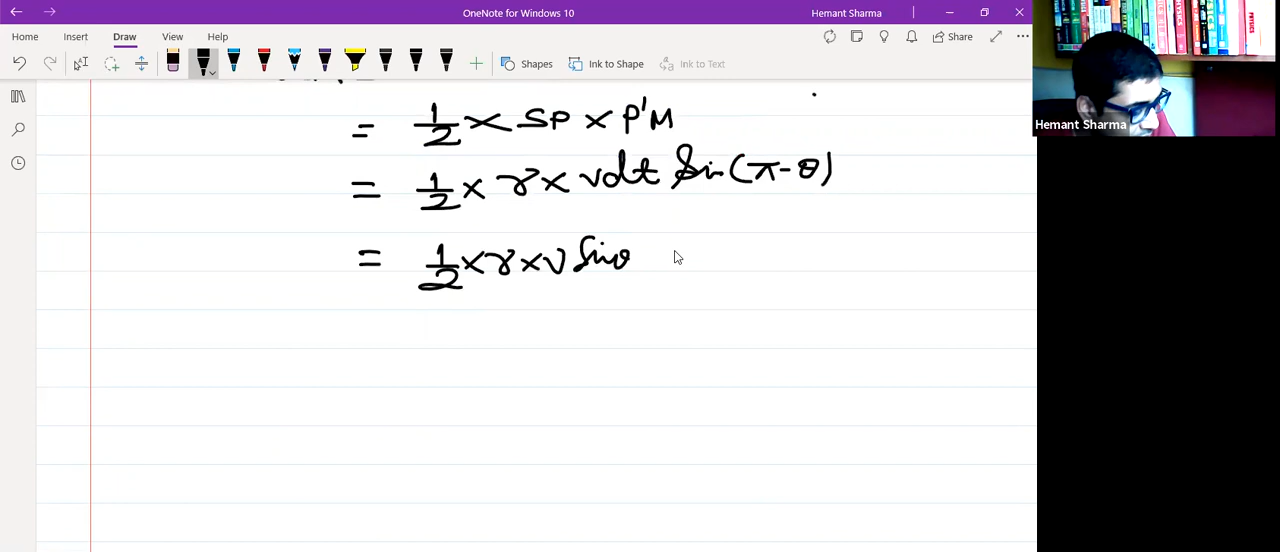 OneNote for Windows 10
Hemant Sharma
Home Insert Draw View Help
Share
Shapes Ink to Shape Ink to Text
= 1/2 × SP × P'M
= 1/2 × r × vdt Sin(π-θ)
= 1/2 × r × v Sinθ
PHYSICS
Hemant Sharma